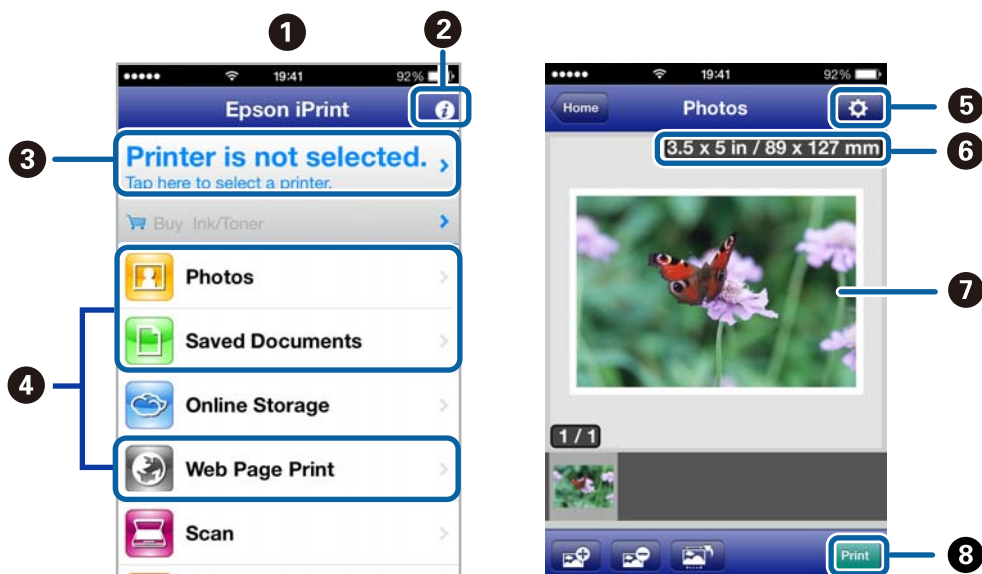 1
2
19:41 92%
Epson iPrint
3
Printer is not selected.
Tap here to select a printer.
Buy Ink/Toner
Photos
Saved Documents
4
Online Storage
Web Page Print
Scan
19:41 92%
Home Photos
5
3.5 x 5 in / 89 x 127 mm
6
7
1 / 1
Print
8